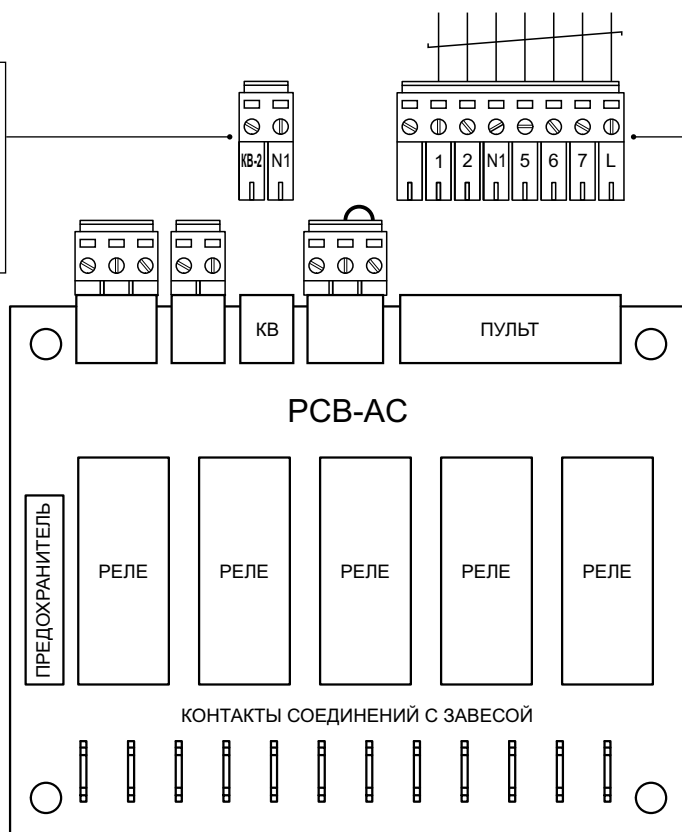 КВ-2 N1
1 2 N1 5 6 7 L
КВ
ПУЛЬТ
PCB-AC
ПРЕДОХРАНИТЕЛЬ
РЕЛЕ
РЕЛЕ
РЕЛЕ
РЕЛЕ
РЕЛЕ
КОНТАКТЫ СОЕДИНЕНИЙ С ЗАВЕСОЙ